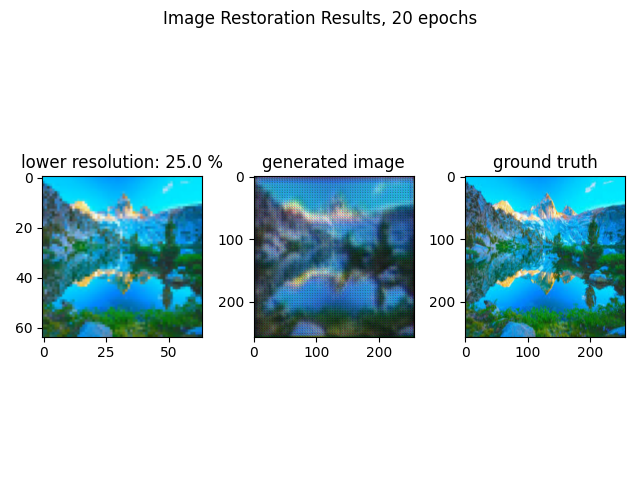 Image Restoration Results, 20 epochs
lower resolution: 25.0 % generated image ground truth
0 0 0
20
100 100
40
200 200
60
0 25 50 0 100 200 0 100 200